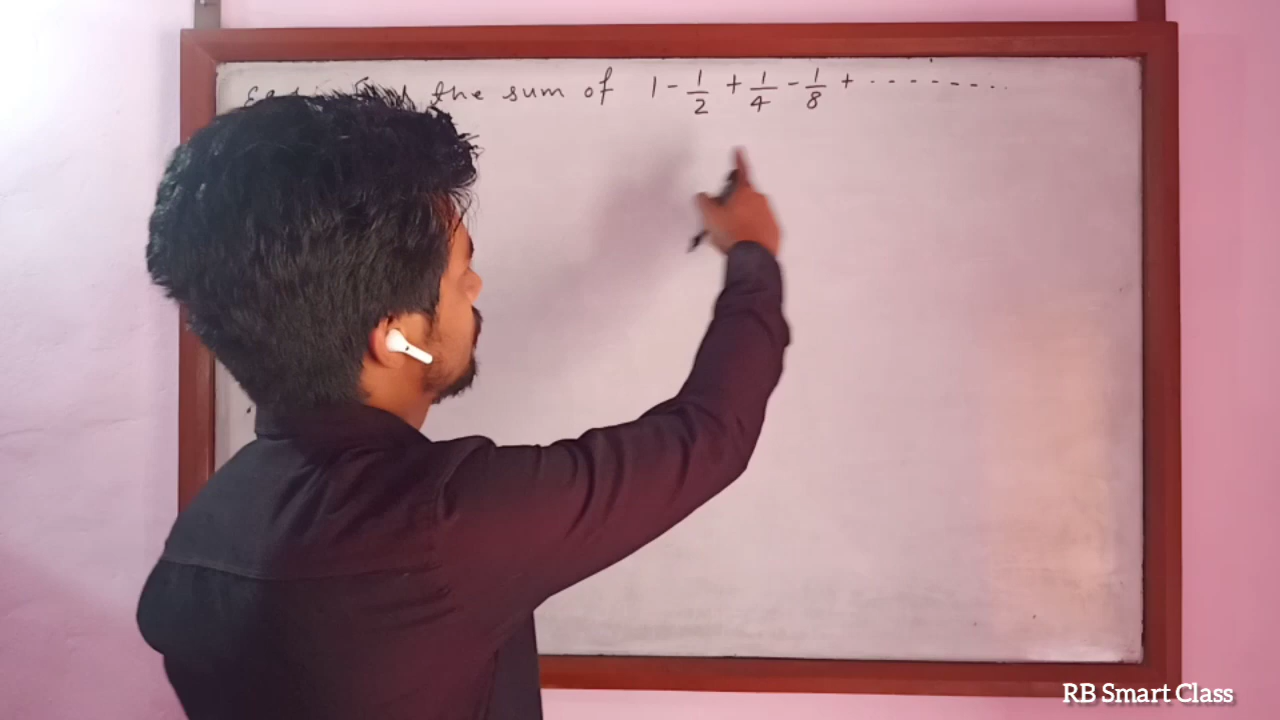 the sum of 1 - 1/2 + 1/4 - 1/8 + ..........
RB Smart Class